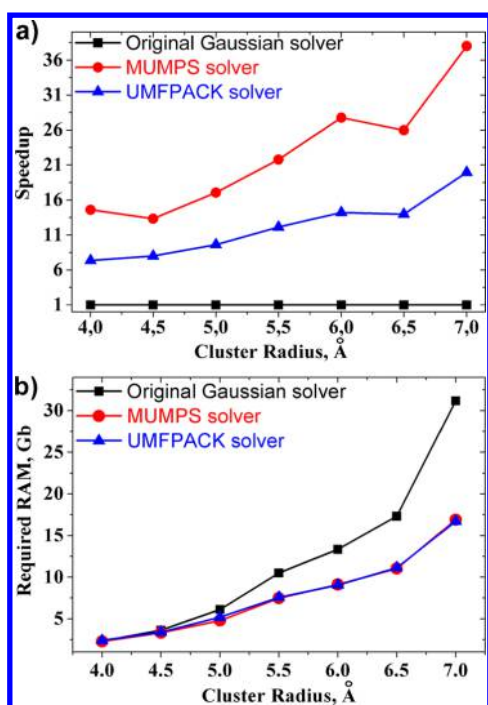 a)
Original Gaussian solver
MUMPS solver
UMFPACK solver
Speedup
36
31
26
21
16
11
6
1
4,0 4,5 5,0 5,5 6,0 6,5 7,0
Cluster Radius, Å
b)
Original Gaussian solver
MUMPS solver
UMFPACK solver
Required RAM, Gb
30
25
20
15
10
5
4.0 4.5 5.0 5.5 6.0 6.5 7.0
Cluster Radius, Å